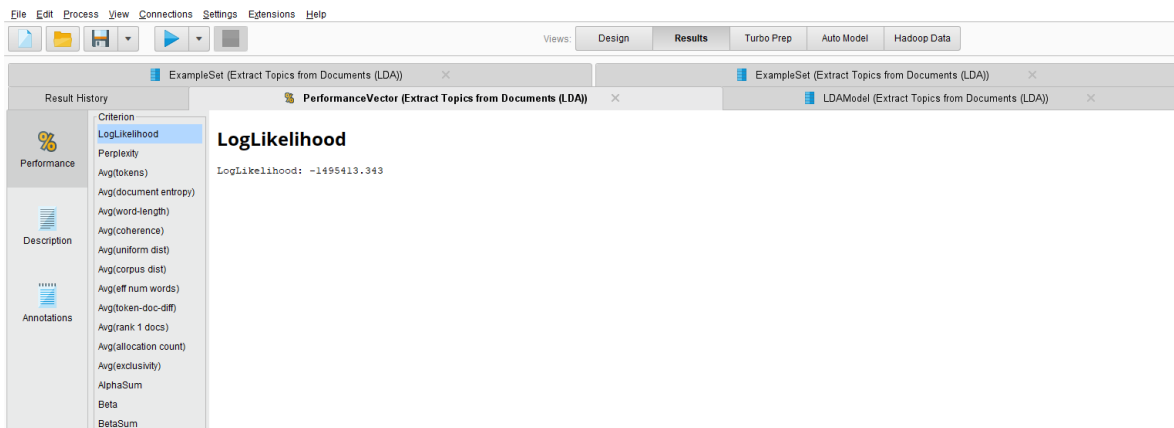 File Edit Process View Connections Settings Extensions Help
Views: Design Results Turbo Prep Auto Model Hadoop Data
ExampleSet (Extract Topics from Documents (LDA)) ExampleSet (Extract Topics from Documents (LDA))
Result History PerformanceVector (Extract Topics from Documents (LDA)) LDAModel (Extract Topics from Documents (LDA))
Performance
Description
Annotations
Criterion
LogLikelihood
Perplexity
Avg(tokens)
Avg(document entropy)
Avg(word-length)
Avg(coherence)
Avg(uniform dist)
Avg(corpus dist)
Avg(eff num words)
Avg(token-doc-diff)
Avg(rank 1 docs)
Avg(allocation count)
Avg(exclusivity)
AlphaSum
Beta
BetaSum
LogLikelihood
LogLikelihood: -1495413.343